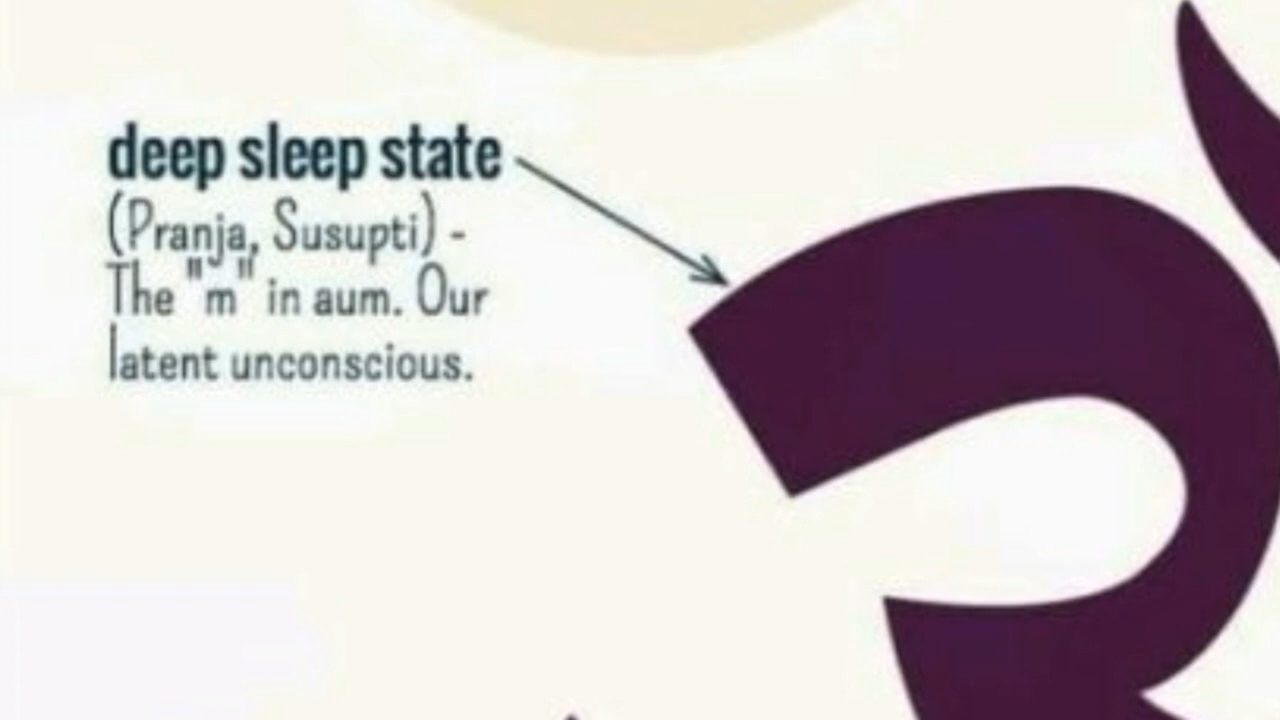 deep sleep state
(Pranja, Susupti) -
The "m" in aum. Our
latent unconscious.